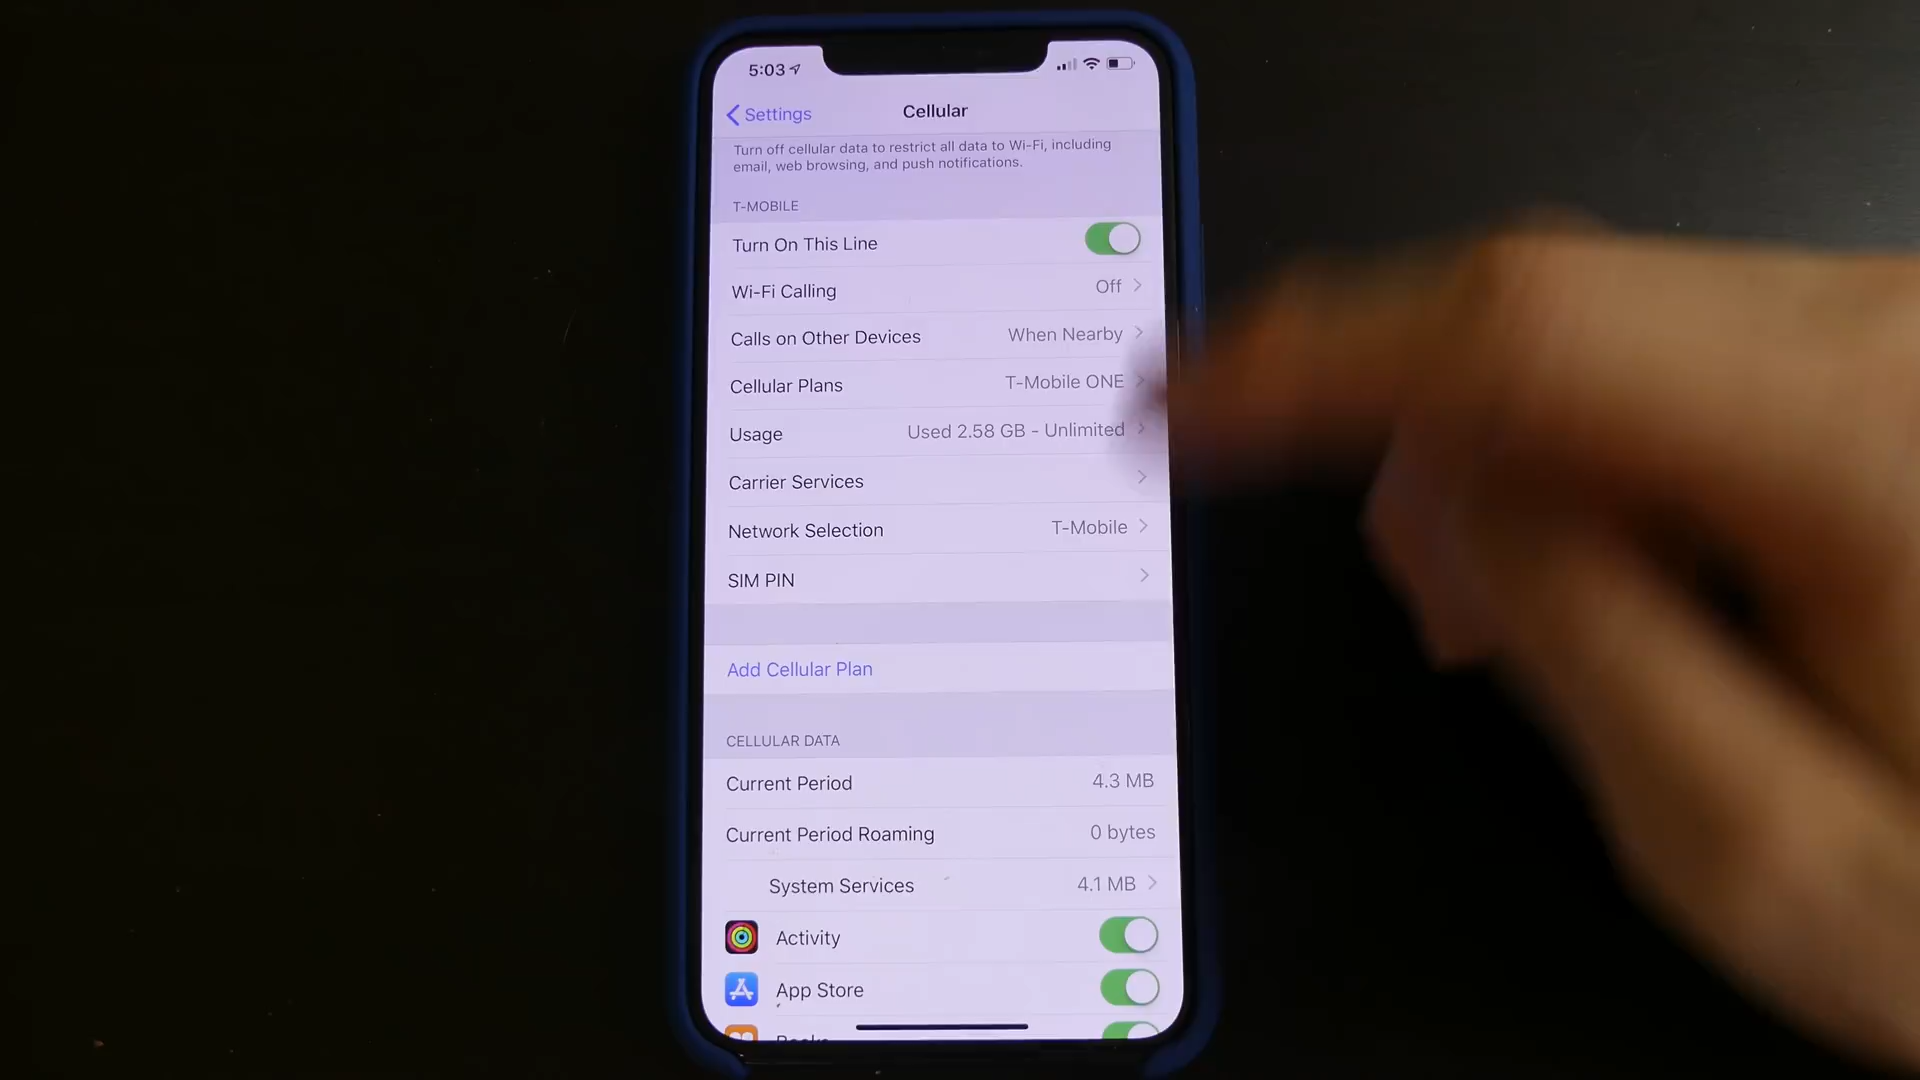 5:03
Settings
Cellular
Turn off cellular data to restrict all data to Wi-Fi, including
email, web browsing, and push notifications.
T-MOBILE
Turn On This Line
Wi-Fi Calling Off
Calls on Other Devices When Nearby
Cellular Plans T-Mobile ONE
Usage Used 2.58 GB - Unlimited
Carrier Services
Network Selection T-Mobile
SIM PIN
Add Cellular Plan
CELLULAR DATA
Current Period 4.3 MB
Current Period Roaming 0 bytes
System Services 4.1 MB
Activity
App Store